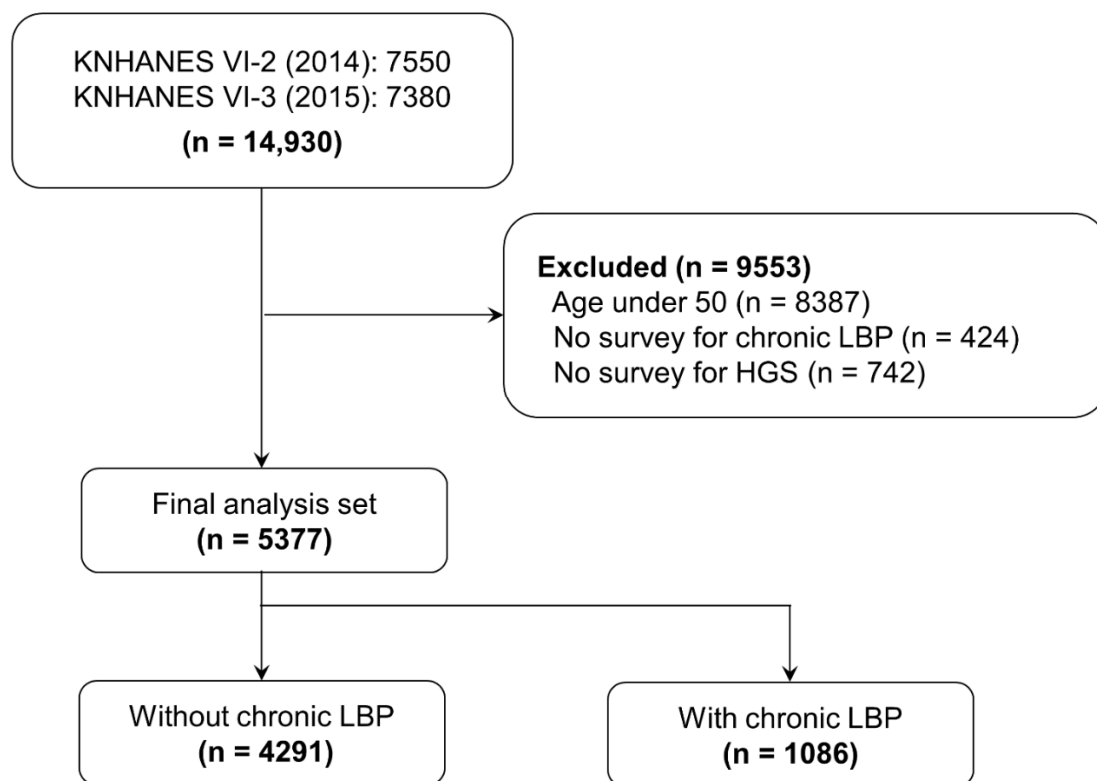 KNHANES VI-2 (2014): 7550
KNHANES VI-3 (2015): 7380
(n = 14,930)
Excluded (n = 9553)
Age under 50 (n = 8387)
No survey for chronic LBP (n = 424)
No survey for HGS (n = 742)
Final analysis set
(n = 5377)
Without chronic LBP
(n = 4291)
With chronic LBP
(n = 1086)